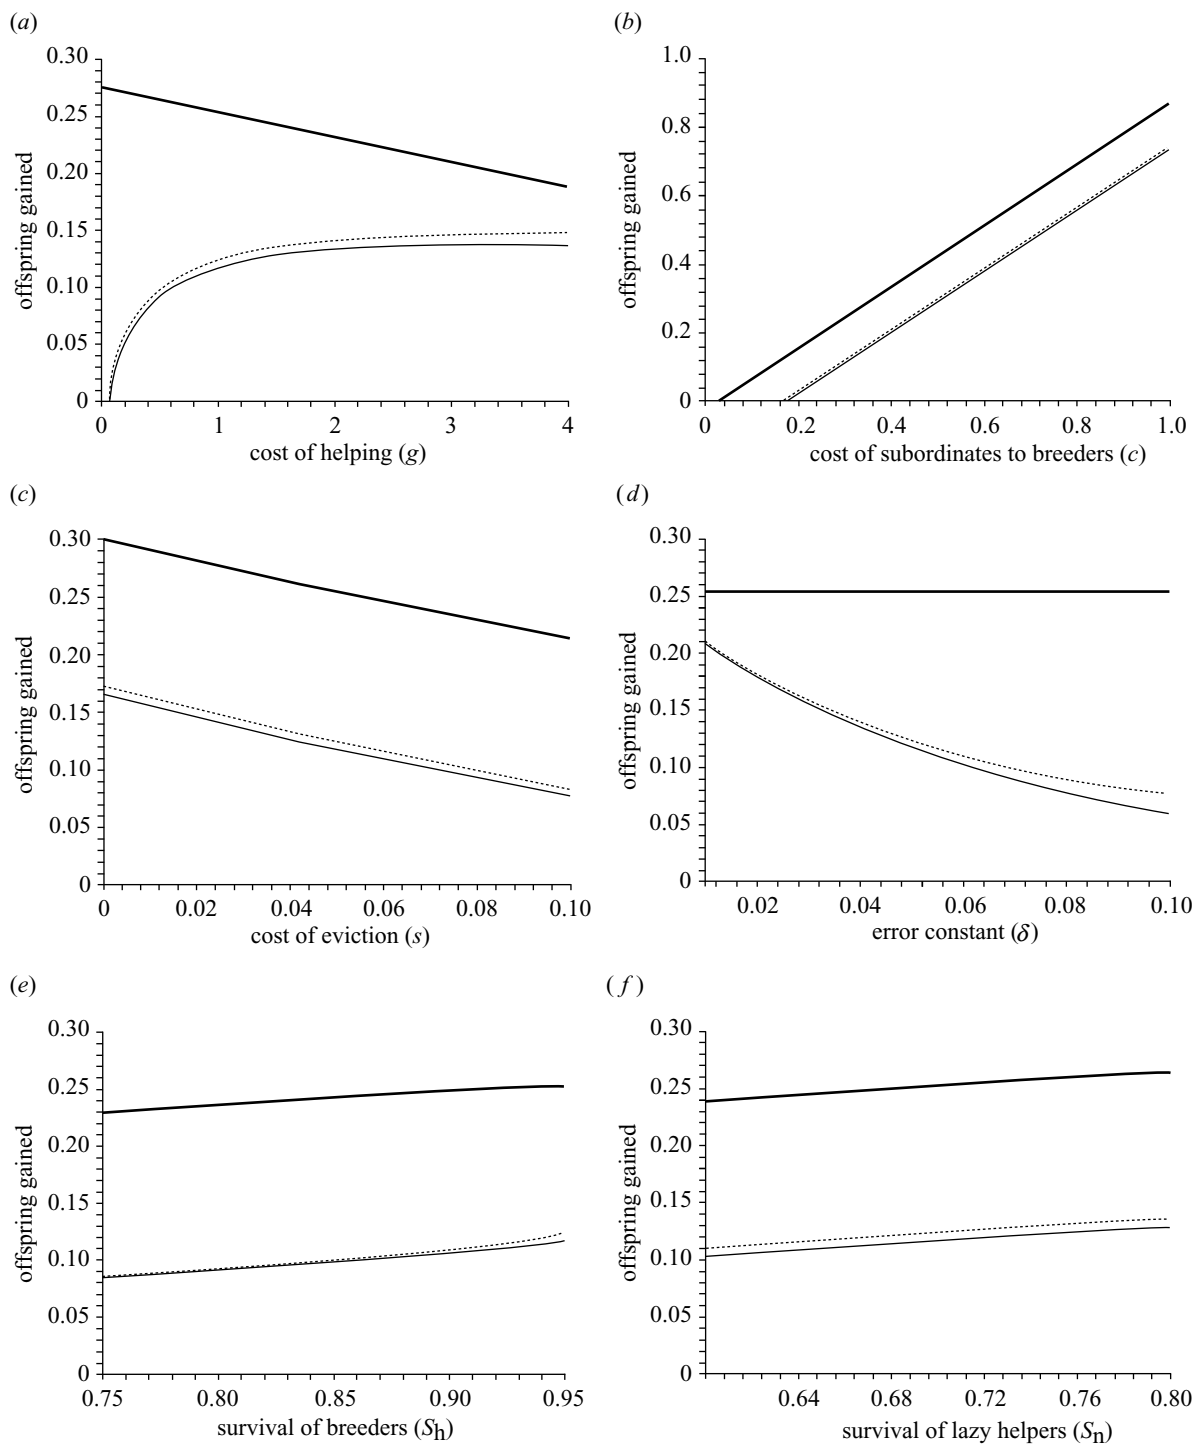 (a)
0.30
0.25
0.20
0.15
0.10
0.05
0
offspring gained
0 1 2 3 4
cost of helping (g)
(b)
1.0
0.8
0.6
0.4
0.2
0
offspring gained
0 0.2 0.4 0.6 0.8 1.0
cost of subordinates to breeders (c)
(c)
0.30
0.25
0.20
0.15
0.10
0.05
0
offspring gained
0 0.02 0.04 0.06 0.08 0.10
cost of eviction (s)
(d)
0.30
0.25
0.20
0.15
0.10
0.05
0
offspring gained
0.02 0.04 0.06 0.08 0.10
error constant (δ)
(e)
0.30
0.25
0.20
0.15
0.10
0.05
0
offspring gained
0.75 0.80 0.85 0.90 0.95
survival of breeders (Sh)
(f)
0.30
0.25
0.20
0.15
0.10
0.05
0
offspring gained
0.64 0.68 0.72 0.76 0.80
survival of lazy helpers (Sn)